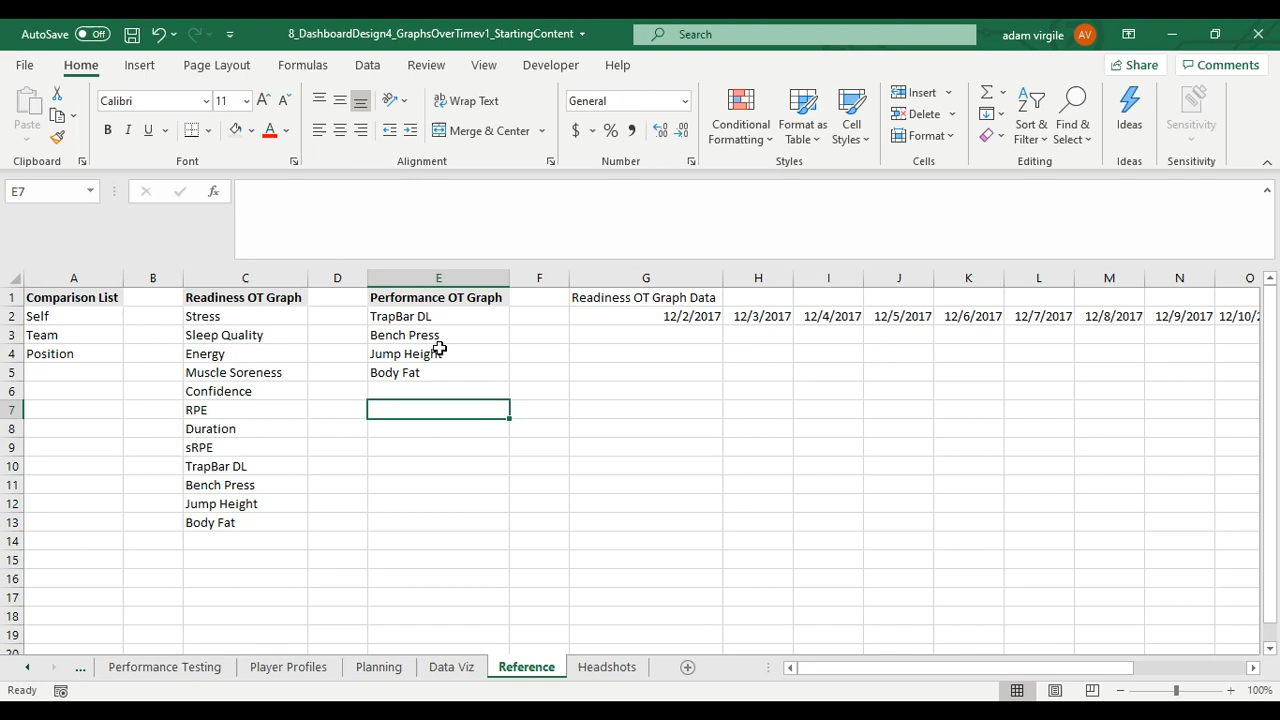 AutoSave Off 8_DashboardDesign4_GraphsOverTimev1_StartingContent Search adam virgile AV
File Home Insert Page Layout Formulas Data Review View Developer Help Share Comments
Paste Calibri 11 A A Wrap Text General Conditional Formatting Format as Table Cell Styles Insert Sort & Filter Find & Select Ideas Sensitivity
Delete
B I U A Merge & Center $ % Format
Clipboard Font Alignment Number Styles Cells Editing Ideas Sensitivity
E7 fx
A B C D E F G H I J K L M N O
1 Comparison List Readiness OT Graph Performance OT Graph Readiness OT Graph Data
2 Self Stress TrapBar DL 12/2/2017 12/3/2017 12/4/2017 12/5/2017 12/6/2017 12/7/2017 12/8/2017 12/9/2017 12/10/
3 Team Sleep Quality Bench Press
4 Position Energy Jump Height
5 Muscle Soreness Body Fat
6 Confidence
7 RPE
8 Duration
9 sRPE
10 TrapBar DL
11 Bench Press
12 Jump Height
13 Body Fat
14
15
16
17
18
19
20
... Performance Testing Player Profiles Planning Data Viz Reference Headshots
Ready 100%